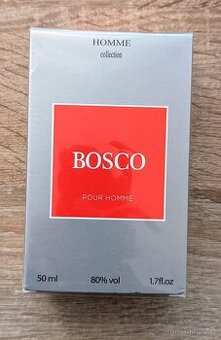 HOMME
collection
BOSCO
POUR HOMME
50 ml 80% vol 1.7fl.oz